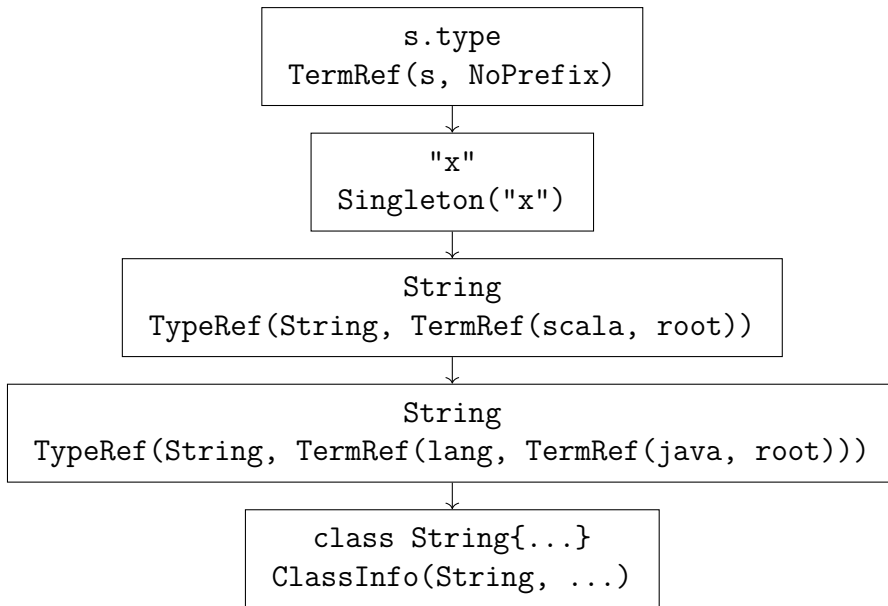 s.type
TermRef(s, NoPrefix)
"x"
Singleton("x")
String
TypeRef(String, TermRef(scala, root))
String
TypeRef(String, TermRef(lang, TermRef(java, root)))
class String{...}
ClassInfo(String, ...)